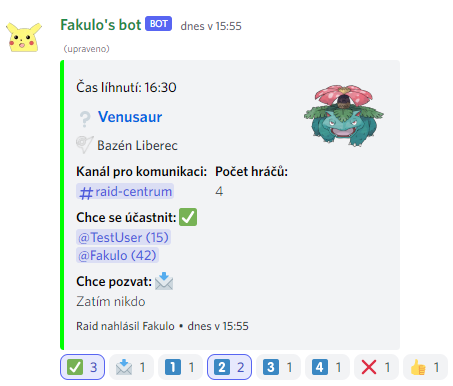 Fakulo's bot BOT dnes v 15:55
(upraveno)
Čas líhnutí: 16:30
Venusaur
Bazén Liberec
Kanál pro komunikaci: Počet hráčů:
#raid-centrum 4
Chce se účastnit: ✅
@TestUser (15)
@Fakulo (42)
Chce pozvat: 📩
Zatím nikdo
Raid nahlásil Fakulo • dnes v 15:55
✅ 3 📩 1 1️⃣ 1 2️⃣ 2 3️⃣ 1 4️⃣ 1 ❌ 1 👍 1